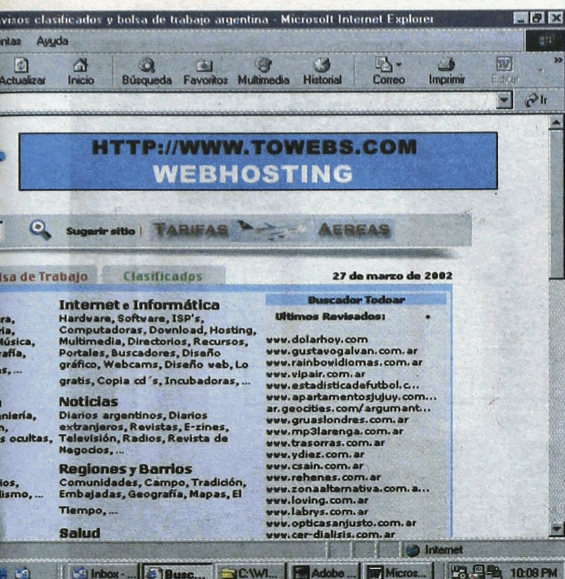 visos clasificados y bolsa de trabajo argentina - Microsoft Internet Explorer
ntas Ayuda
Actualizar Inicio Búsqueda Favoritos Multimedia Historial Correo Imprimir Editar
Ir
HTTP://WWW.TOWEBS.COM
WEBHOSTING
Sugerir sitio | TARIFAS AEREAS
lsa de Trabajo Clasificados 27 de marzo de 2002
Internet e Informática
Hardware, Software, ISP's,
Computadoras, Download, Hosting,
Multimedia, Directorios, Recursos,
Portales, Buscadores, Diseño
gráfico, Webcams, Diseño web, Lo
gratis, Copia cd´s, Incubadoras, ...
Noticias
Diarios argentinos, Diarios
extranjeros, Revistas, E-zines,
s ocultas, Televisión, Radios, Revista de
Negocios, ...
Regiones y Barrios
Comunidades, Campo, Tradición,
lismo, ... Embajadas, Geografía, Mapas, El
Tiempo, ...
Salud
Buscador Todoar
Ultimos Revisados:
www.dolarhoy.com
www.gustavogalvan.com.ar
www.rainbowidiomas.com.ar
www.vipair.com.ar
www.estadisticadefutbol.c...
www.apartamentosjujuy.com...
ar.geocities.com/argumant...
www.gruaslondres.com.ar
www.mp3larenga.com.ar
www.trasorras.com.ar
www.ydiez.com.ar
www.csain.com.ar
www.rehenes.com.ar
www.zonaalternativa.com.a...
www.loving.com.ar
www.labrys.com.ar
www.opticasanjusto.com.ar
www.cer-dialisis.com.ar
Internet
Inbox - ... Busc... C:\WI... Adobe ... Micros... 10:08 PM